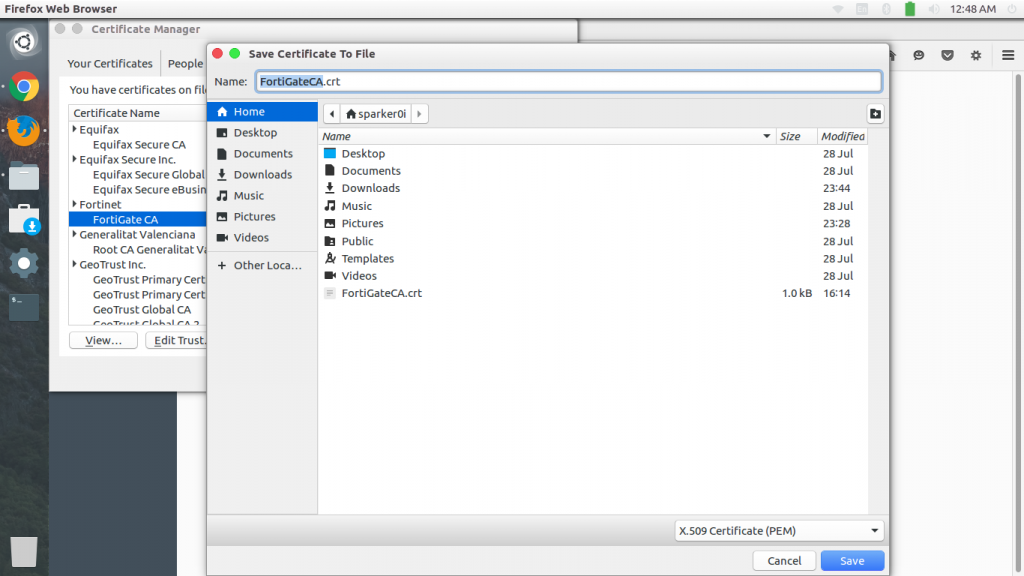 Firefox Web Browser
En
12:48 AM
Certificate Manager
Save Certificate To File
Your Certificates
People
You have certificates on fil
Name: FortiGateCA.crt
Certificate Name
Equifax
Equifax Secure CA
Equifax Secure Inc.
Equifax Secure Global
Equifax Secure eBusin
Fortinet
FortiGate CA
Generalitat Valenciana
Root CA Generalitat Va
GeoTrust Inc.
GeoTrust Primary Cert
GeoTrust Primary Cert
GeoTrust Global CA
GeoTrust Global CA 2
View...
Edit Trust.
Home
Desktop
Documents
Downloads
Music
Pictures
Videos
+ Other Loca...
sparker0i
Name Size Modified
Desktop 28 Jul
Documents 28 Jul
Downloads 23:44
Music 28 Jul
Pictures 23:28
Public 28 Jul
Templates 28 Jul
Videos 28 Jul
FortiGateCA.crt 1.0 kB 16:14
X.509 Certificate (PEM)
Cancel
Save